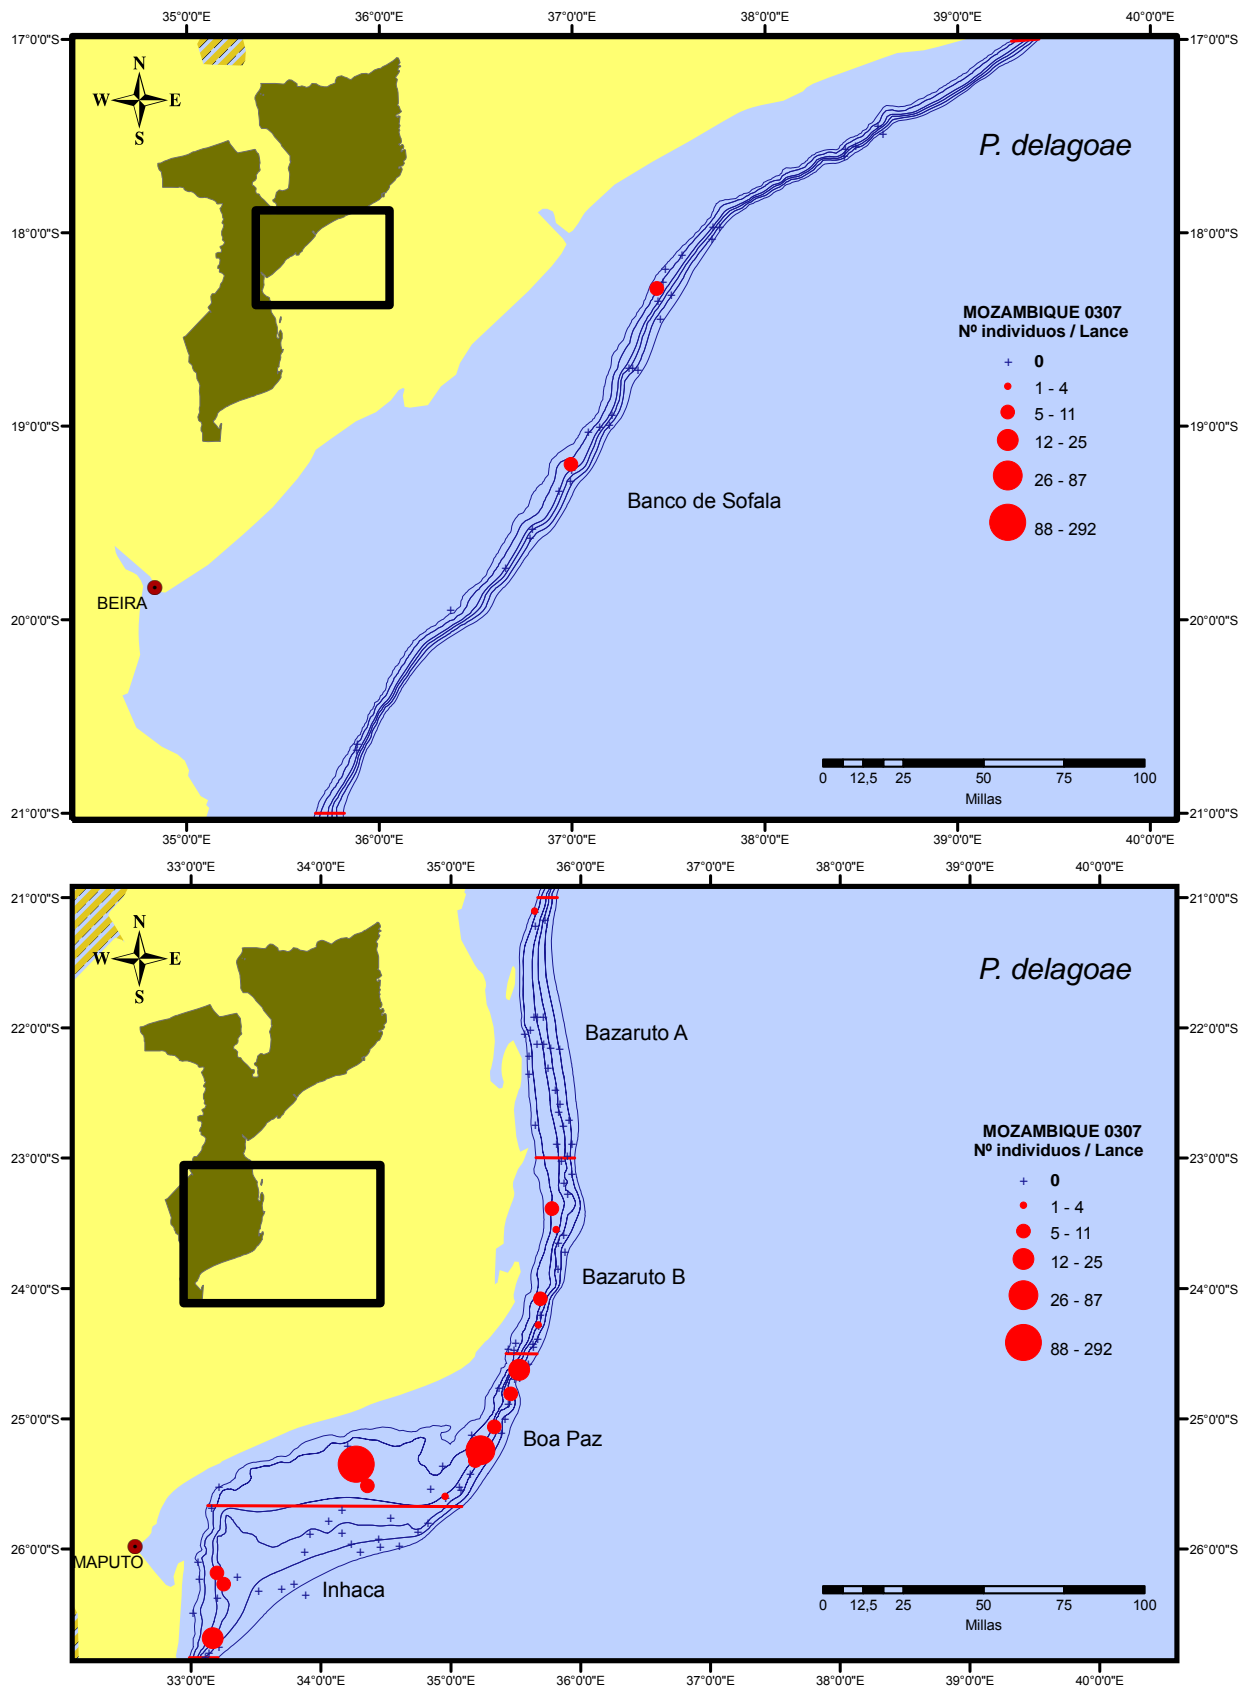 35°0'0"E 36°0'0"E 37°0'0"E 38°0'0"E 39°0'0"E 40°0'0"E
17°0'0"S 17°0'0"S
N
W E
S
P. delagoae
18°0'0"S 18°0'0"S
MOZAMBIQUE 0307
Nº individuos / Lance
0
1 - 4
5 - 11
12 - 25
26 - 87
88 - 292
19°0'0"S 19°0'0"S
Banco de Sofala
BEIRA
20°0'0"S 20°0'0"S
0 12,5 25 50 75 100
Millas
21°0'0"S 21°0'0"S
35°0'0"E 36°0'0"E 37°0'0"E 38°0'0"E 39°0'0"E 40°0'0"E
33°0'0"E 34°0'0"E 35°0'0"E 36°0'0"E 37°0'0"E 38°0'0"E 39°0'0"E 40°0'0"E
21°0'0"S 21°0'0"S
N
W E
S
P. delagoae
22°0'0"S 22°0'0"S
Bazaruto A
MOZAMBIQUE 0307
Nº individuos / Lance
0
1 - 4
5 - 11
12 - 25
26 - 87
88 - 292
23°0'0"S 23°0'0"S
Bazaruto B
24°0'0"S 24°0'0"S
25°0'0"S 25°0'0"S
Boa Paz
26°0'0"S 26°0'0"S
MAPUTO
Inhaca
0 12,5 25 50 75 100
Millas
33°0'0"E 34°0'0"E 35°0'0"E 36°0'0"E 37°0'0"E 38°0'0"E 39°0'0"E 40°0'0"E